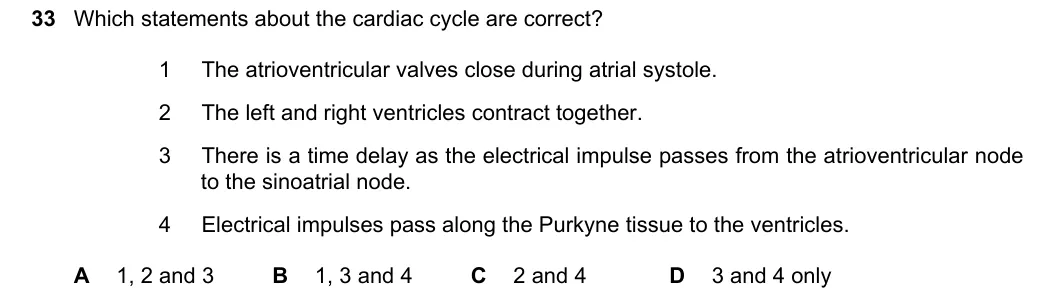 33 Which statements about the cardiac cycle are correct?
1 The atrioventricular valves close during atrial systole.
2 The left and right ventricles contract together.
3 There is a time delay as the electrical impulse passes from the atrioventricular node
to the sinoatrial node.
4 Electrical impulses pass along the Purkyne tissue to the ventricles.
A 1, 2 and 3 B 1, 3 and 4 C 2 and 4 D 3 and 4 only